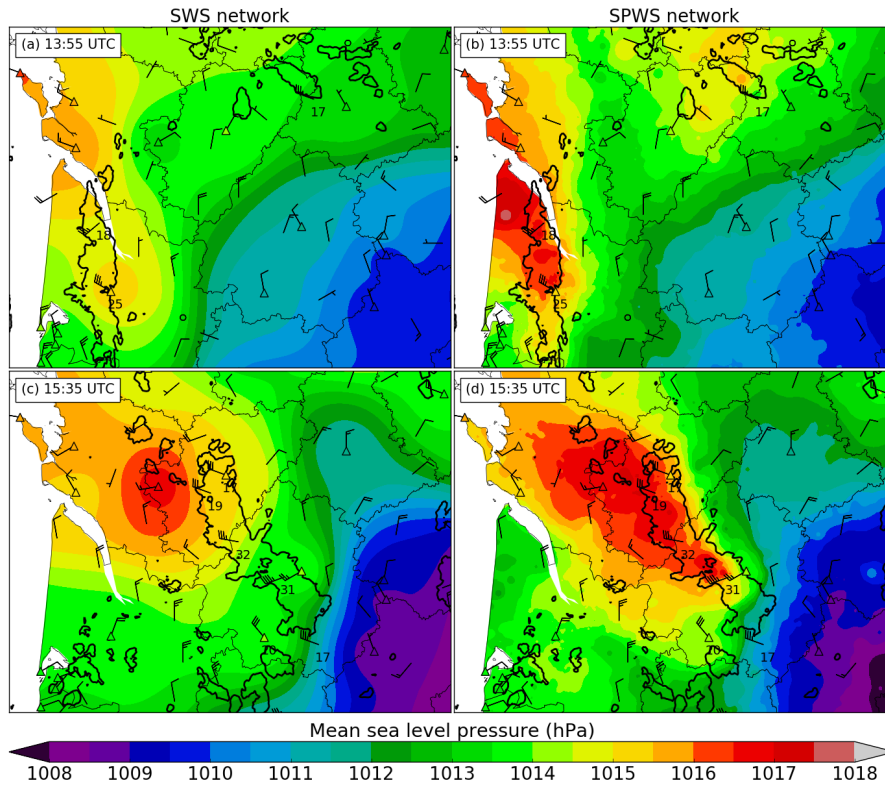 SWS network
SPWS network
(a) 13:55 UTC
(b) 13:55 UTC
17
17
18
18
25
25
(c) 15:35 UTC
(d) 15:35 UTC
19
19
32
32
31
31
17
17
Mean sea level pressure (hPa)
1008 1009 1010 1011 1012 1013 1014 1015 1016 1017 1018